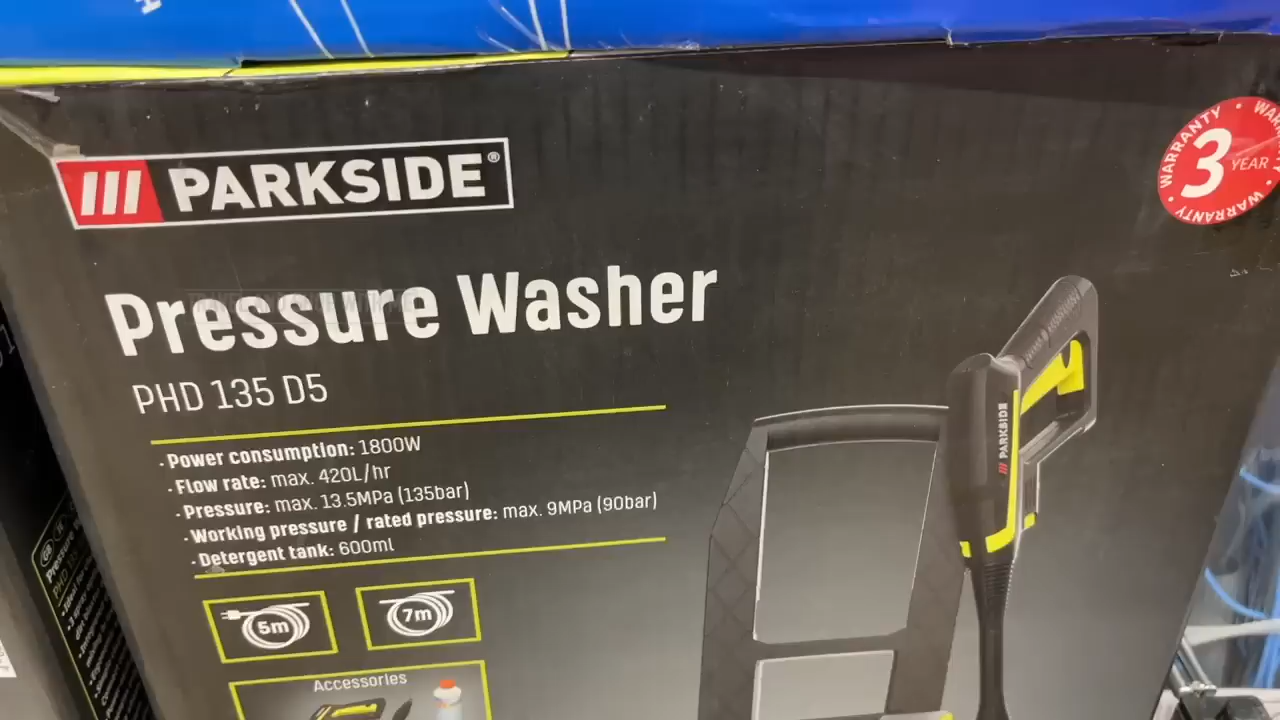 PARKSIDE®
Pressure Washer
PHD 135 D5
· Power consumption: 1800W
· Flow rate: max. 420L/hr
· Pressure: max. 13.5MPa (135bar)
· Working pressure / rated pressure: max. 9MPa (90bar)
· Detergent tank: 600ml
5m
7m
Accessories
WARRANTY · WARRANTY · WARRANTY
3 YEAR
PARKSIDE